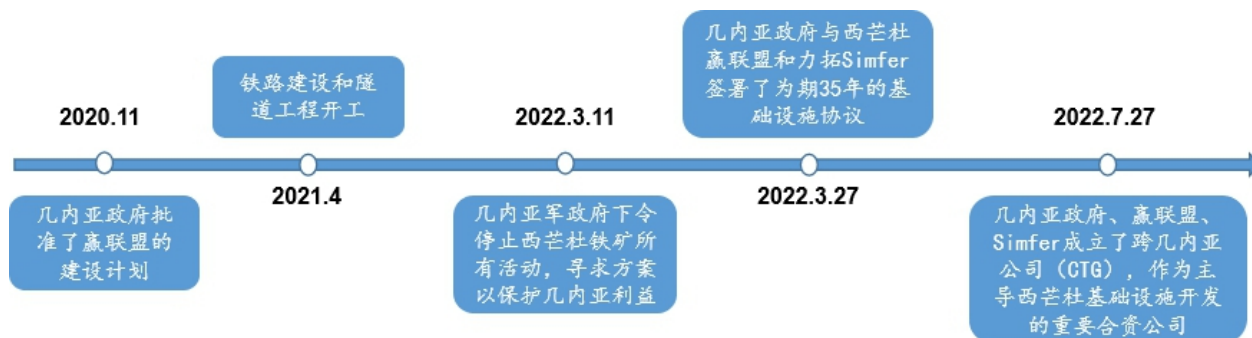 2020.11
几内亚政府批
准了赢联盟的
建设计划
铁路建设和隧
道工程开工
2021.4
2022.3.11
几内亚军政府下令
停止西芒杜铁矿所
有活动，寻求方案
以保护几内亚利益
几内亚政府与西芒杜
赢联盟和力拓Simfer
签署了为期35年的基
础设施协议
2022.3.27
2022.7.27
几内亚政府、赢联盟、
Simfer成立了跨几内亚
公司（CTG），作为主
导西芒杜基础设施开发
的重要合资公司